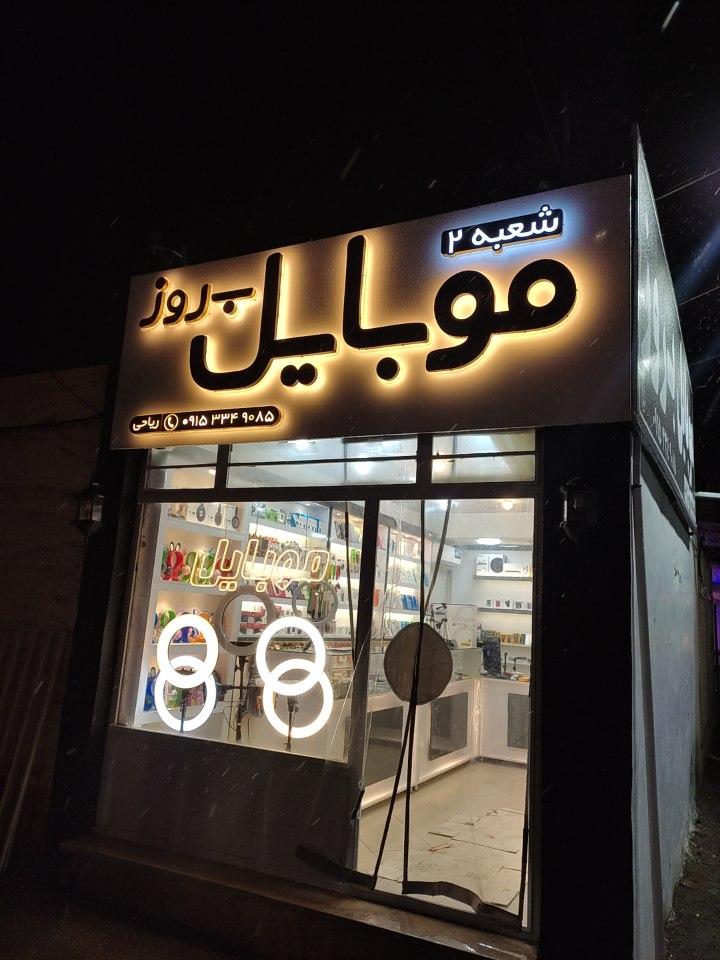 شعبه ۲
موبایل ب روز
۰۹۱۵ ۳۳۴ ۹۰۸۵ ریاحی
موبایل